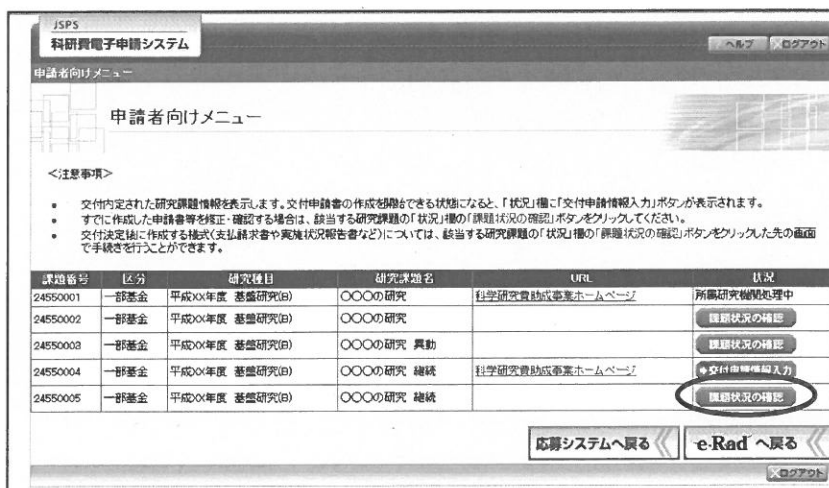 JSPS
科研費電子申請システム
ヘルプ
ログアウト
申請者向けメニュー
申請者向けメニュー
<注意事項>
• 交付内定された研究課題情報を表示します。交付申請書の作成を開始できる状態になると、「状況」欄に「交付申請情報入力」ボタンが表示されます。
• すでに作成した申請書等を修正・確認する場合は、該当する研究課題の「状況」欄の「課題状況の確認」ボタンをクリックしてください。
• 交付決定後に作成する様式(支払請求書や実施状況報告書など)については、該当する研究課題の「状況」欄の「課題状況の確認」ボタンをクリックした先の画面
で手続きを行うことができます。
課題番号 区分 研究種目 研究課題名 URL 状況
24550001 一部基金 平成XX年度 基盤研究(B) 〇〇〇の研究 科学研究費助成事業ホームページ 所属研究機関処理中
24550002 一部基金 平成XX年度 基盤研究(B) 〇〇〇の研究 課題状況の確認
24550003 一部基金 平成XX年度 基盤研究(B) 〇〇〇の研究 異動 課題状況の確認
24550004 一部基金 平成XX年度 基盤研究(B) 〇〇〇の研究 継続 科学研究費助成事業ホームページ 交付申請情報入力
24550005 一部基金 平成XX年度 基盤研究(B) 〇〇〇の研究 継続 課題状況の確認
応募システムへ戻る
e-Rad へ戻る
ログアウト